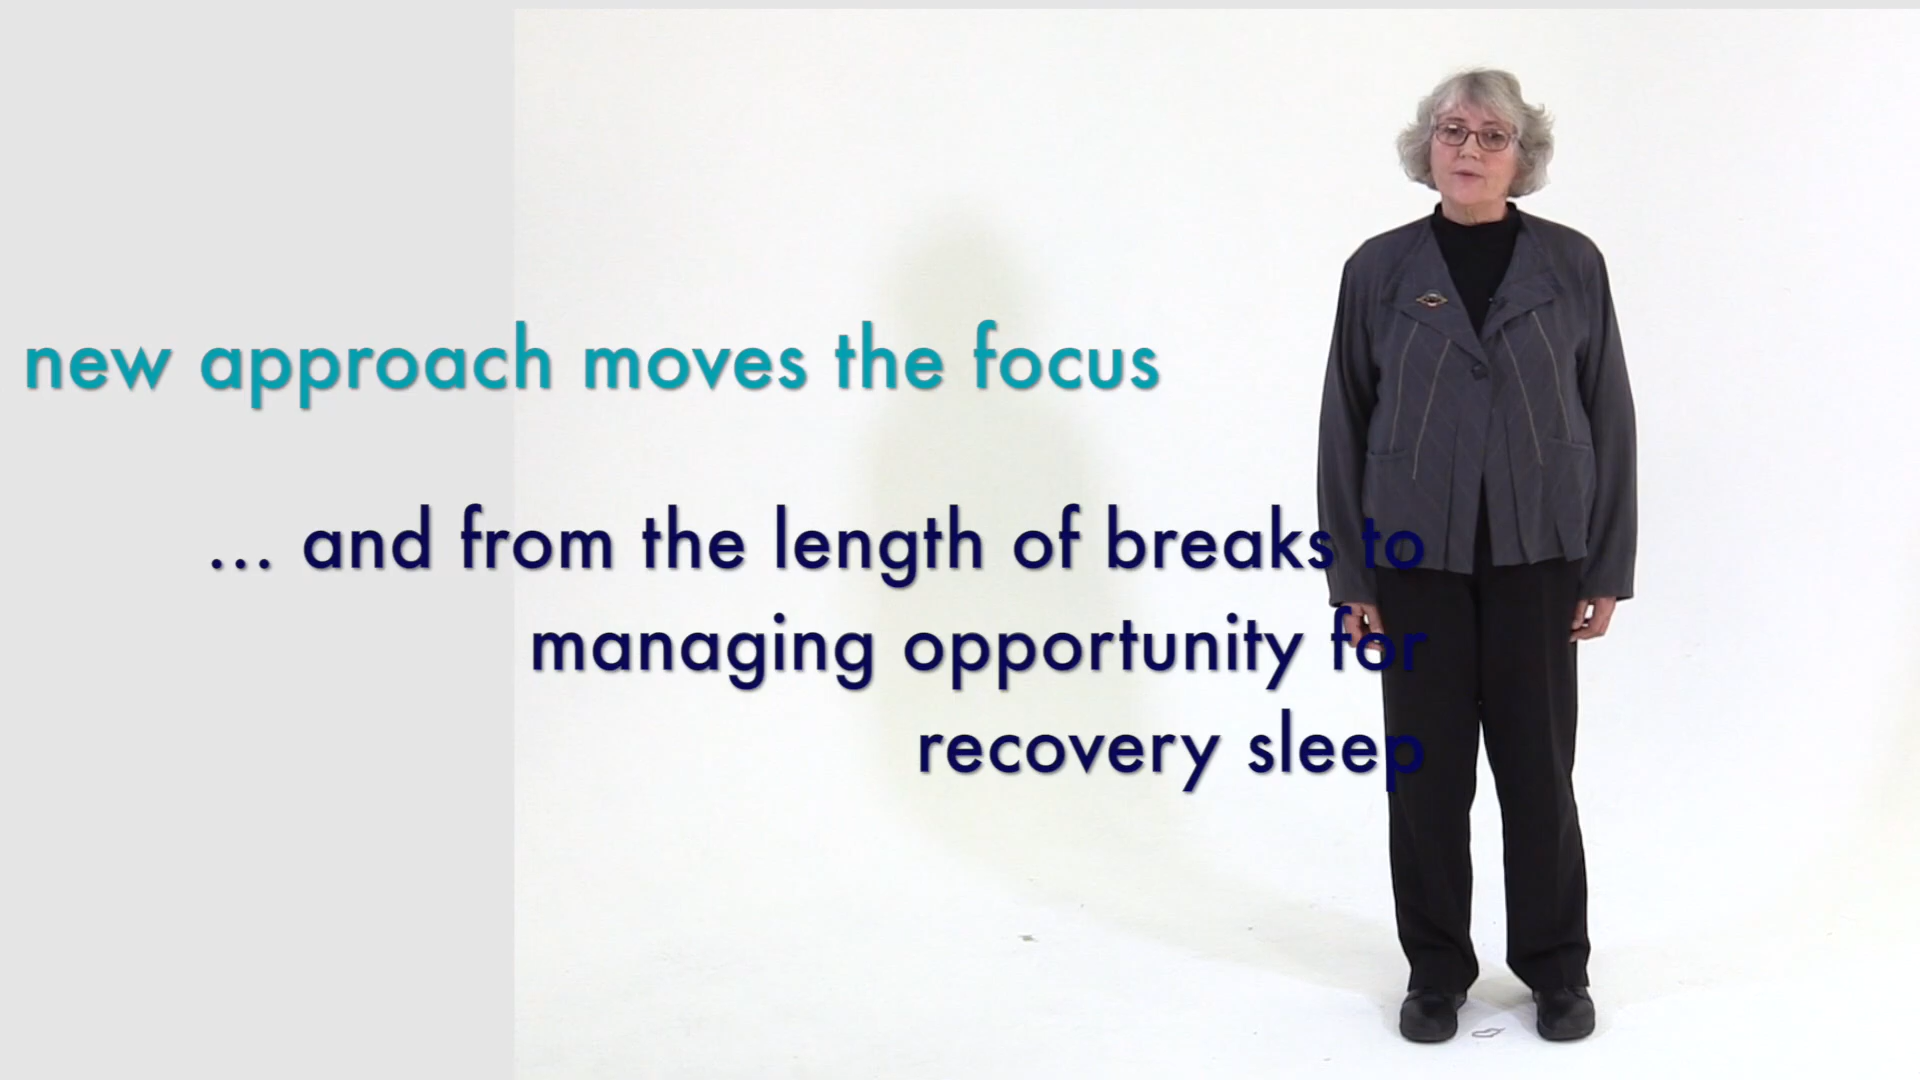 new approach moves the focus
... and from the length of breaks to
managing opportunity for
recovery sleep